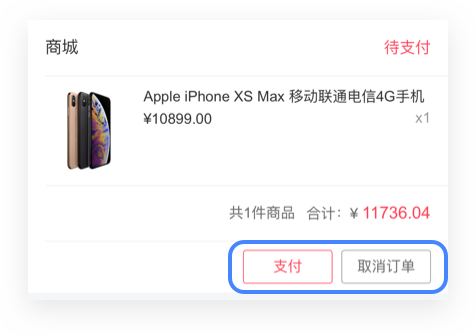 商城 待支付
Apple iPhone XS Max 移动联通电信4G手机
¥10899.00 x1
共1件商品 合计：¥ 11736.04
支付 取消订单